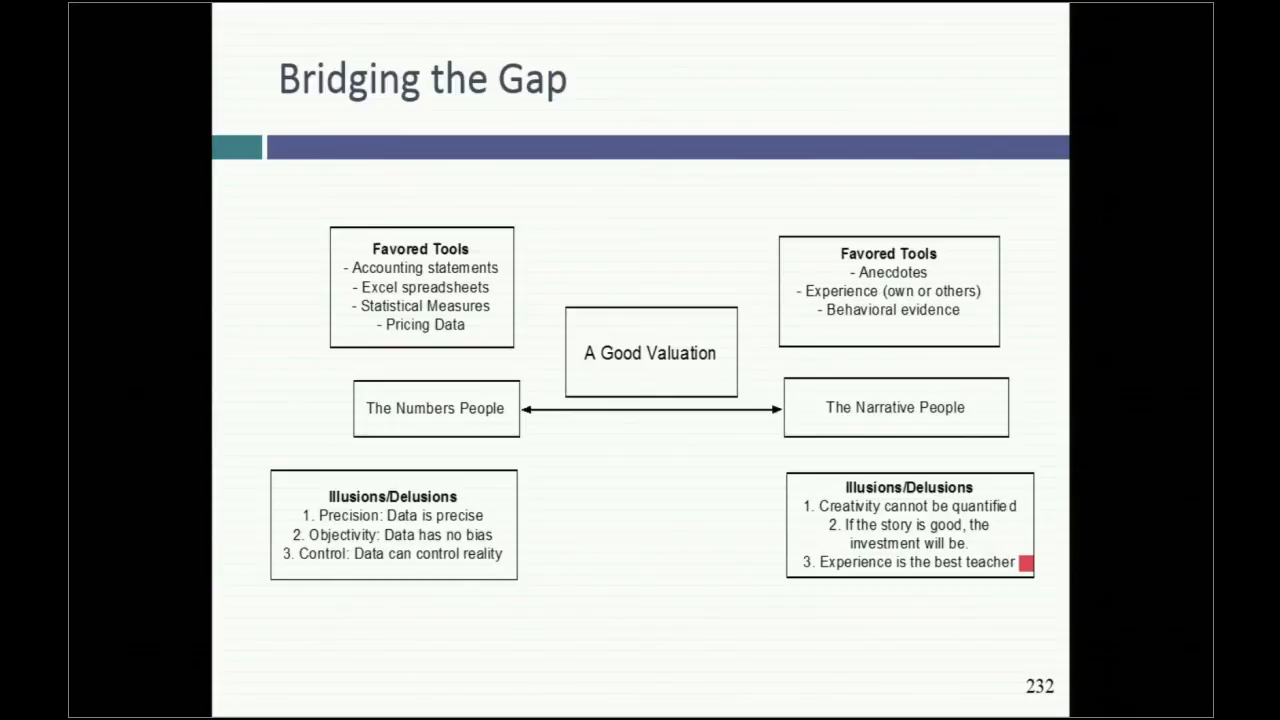 Bridging the Gap
Favored Tools
- Accounting statements
- Excel spreadsheets
- Statistical Measures
- Pricing Data
Favored Tools
- Anecdotes
- Experience (own or others)
- Behavioral evidence
A Good Valuation
The Numbers People
The Narrative People
Illusions/Delusions
1. Precision: Data is precise
2. Objectivity: Data has no bias
3. Control: Data can control reality
Illusions/Delusions
1. Creativity cannot be quantified
2. If the story is good, the
investment will be.
3. Experience is the best teacher
232